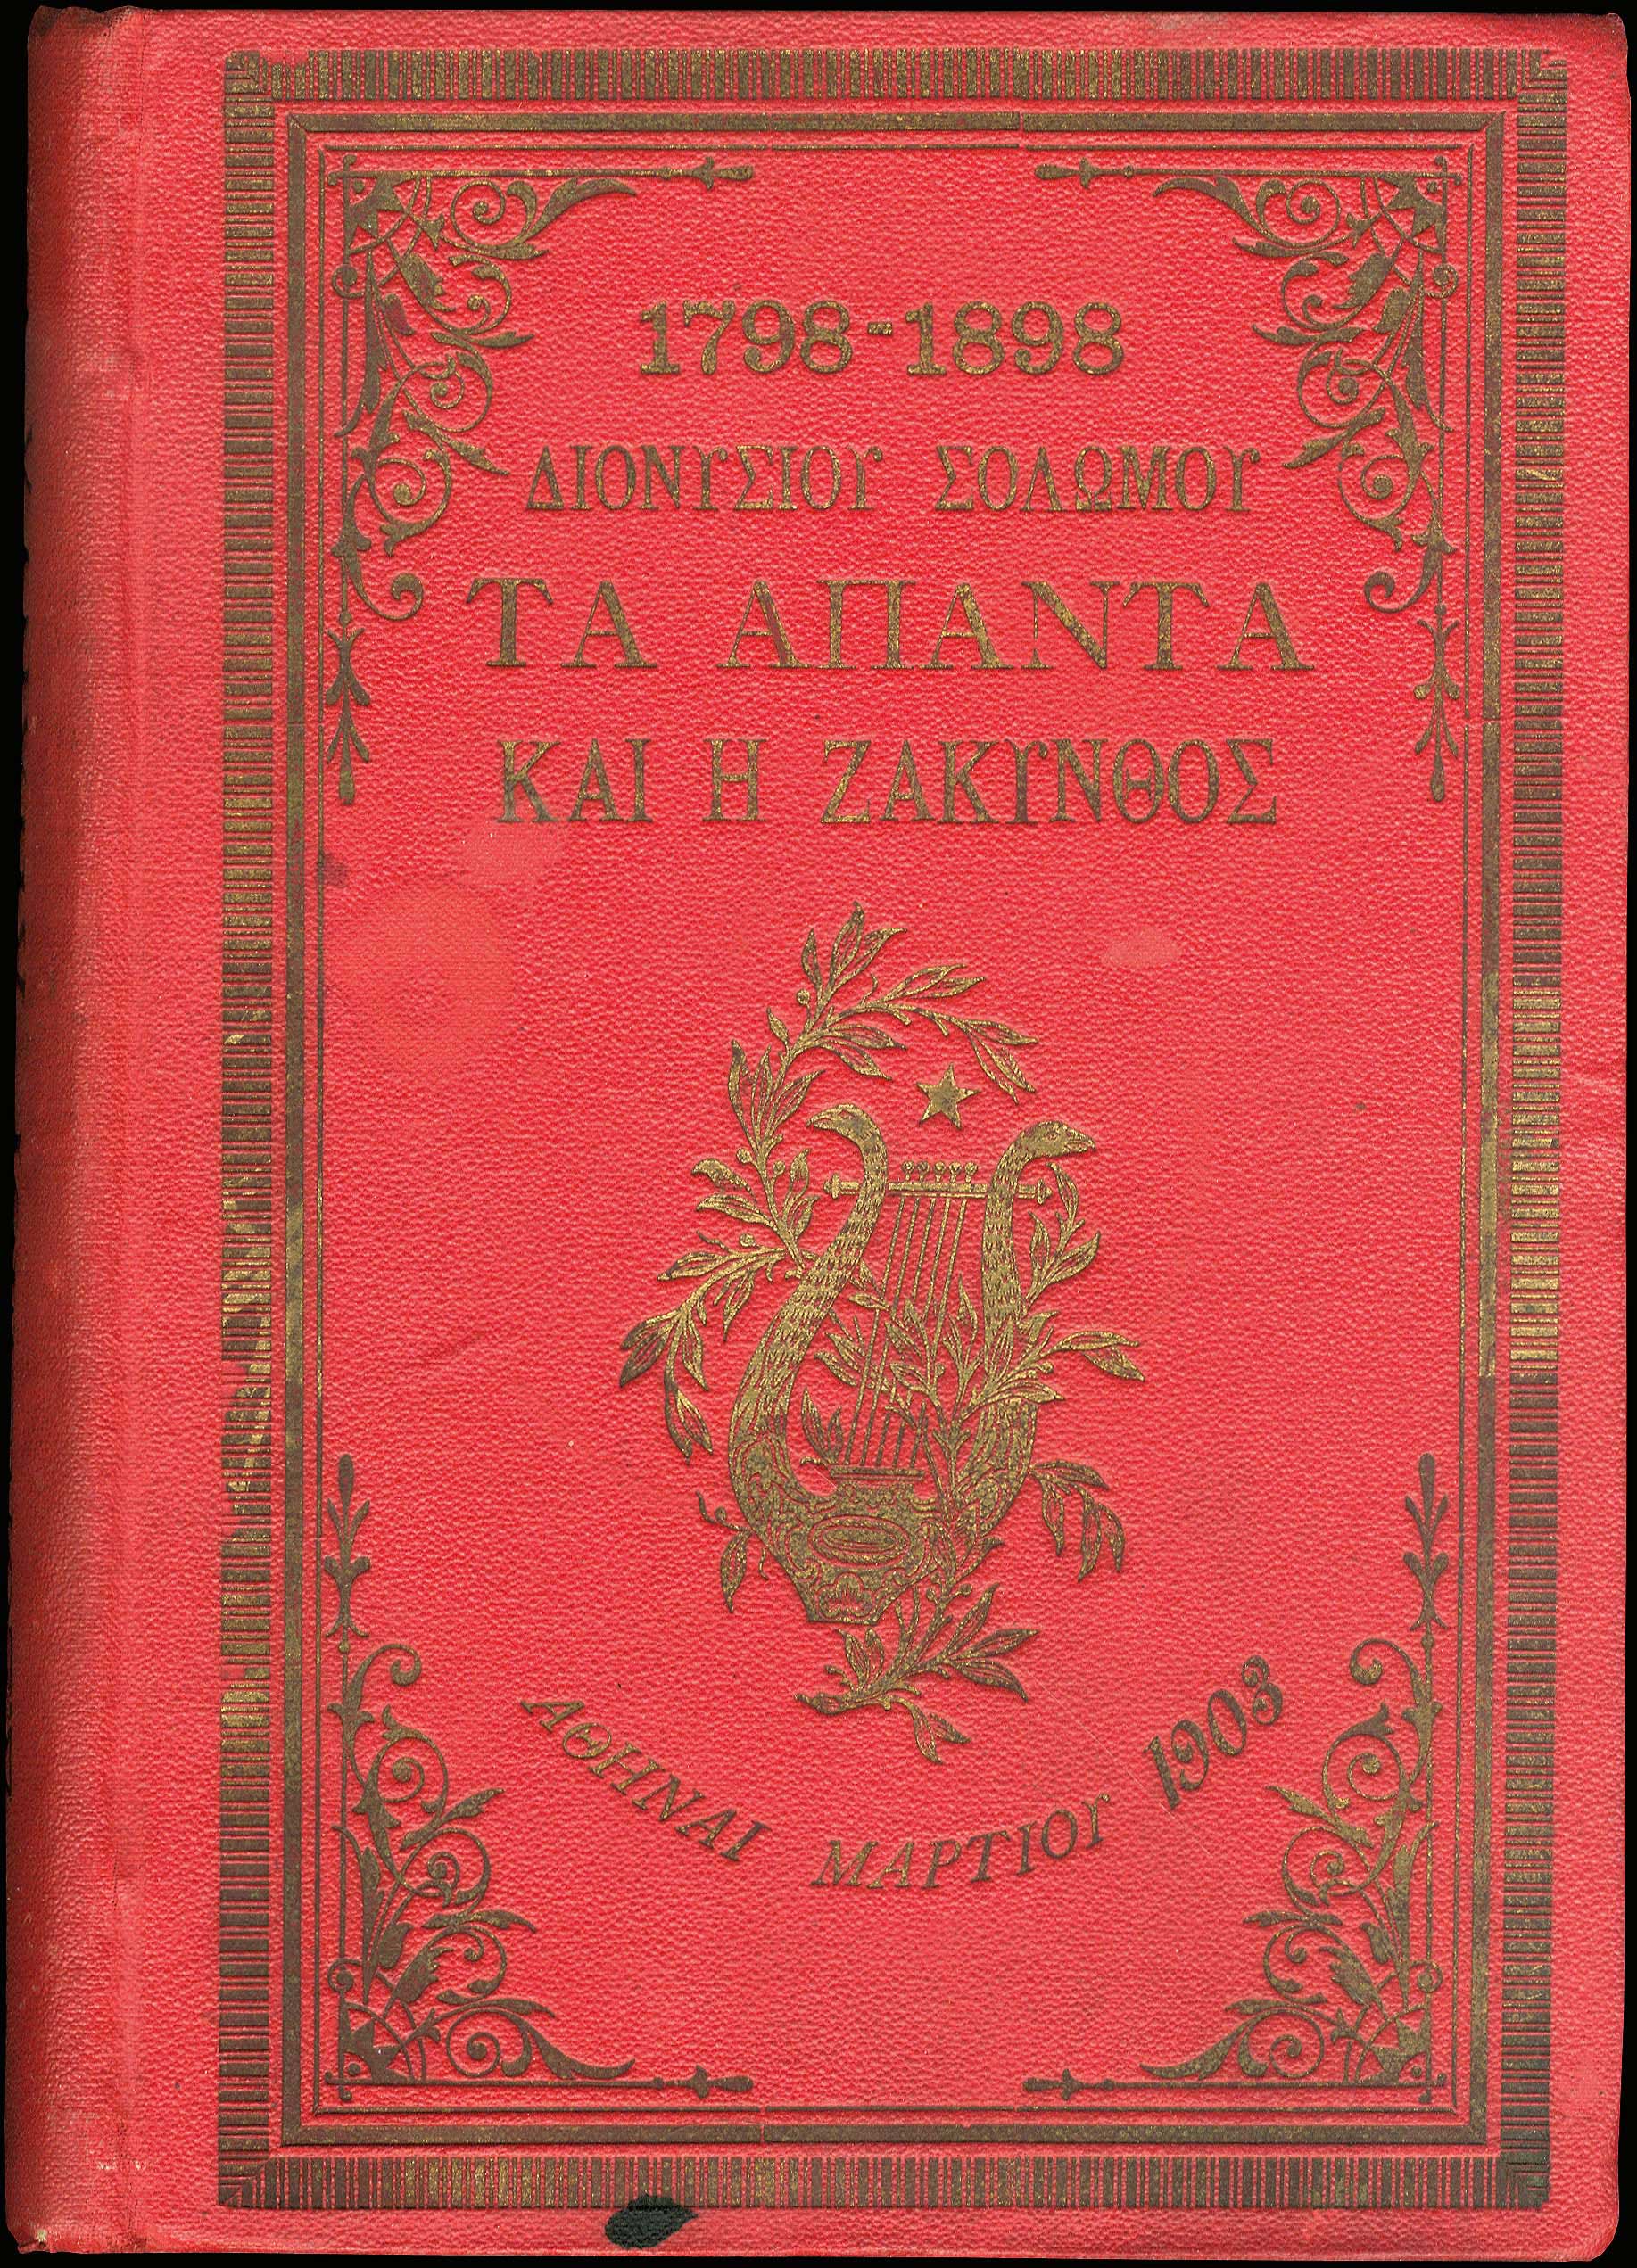 1798-1898
ΔΙΟΝΥΣΙΟΥ ΣΟΛΩΜΟΥ
ΤΑ ΑΠΑΝΤΑ
ΚΑΙ Η ΖΑΚΥΝΘΟΣ
ΑΘΗΝΑΙ ΜΑΡΤΙΟΥ 1903